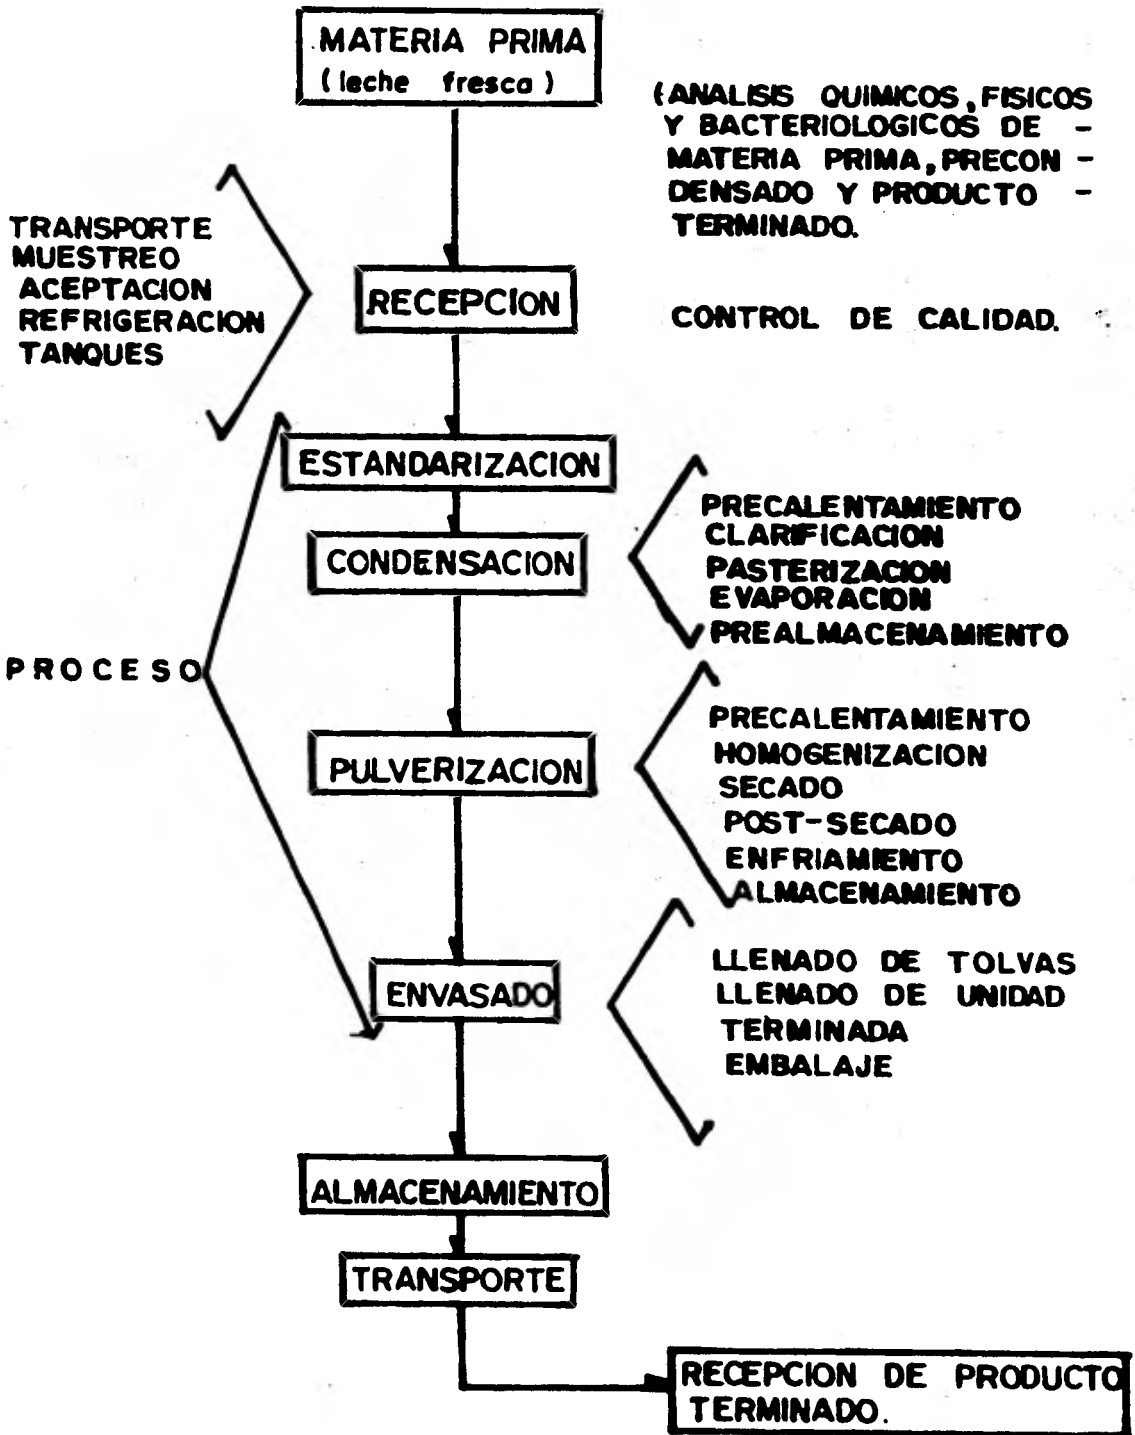 MATERIA PRIMA
(leche fresca)
(ANALISIS QUIMICOS, FISICOS
Y BACTERIOLOGICOS DE -
MATERIA PRIMA, PRECON -
DENSADO Y PRODUCTO -
TERMINADO.
TRANSPORTE
MUESTREO
ACEPTACION
REFRIGERACION
TANQUES
RECEPCION
CONTROL DE CALIDAD.
ESTANDARIZACION
CONDENSACION
PRECALENTAMIENTO
CLARIFICACION
PASTERIZACION
EVAPORACION
PREALMACENAMIENTO
PROCESO
PULVERIZACION
PRECALENTAMIENTO
HOMOGENIZACION
SECADO
POST-SECADO
ENFRIAMIENTO
ALMACENAMIENTO
ENVASADO
LLENADO DE TOLVAS
LLENADO DE UNIDAD
TERMINADA
EMBALAJE
ALMACENAMIENTO
TRANSPORTE
RECEPCION DE PRODUCTO
TERMINADO.